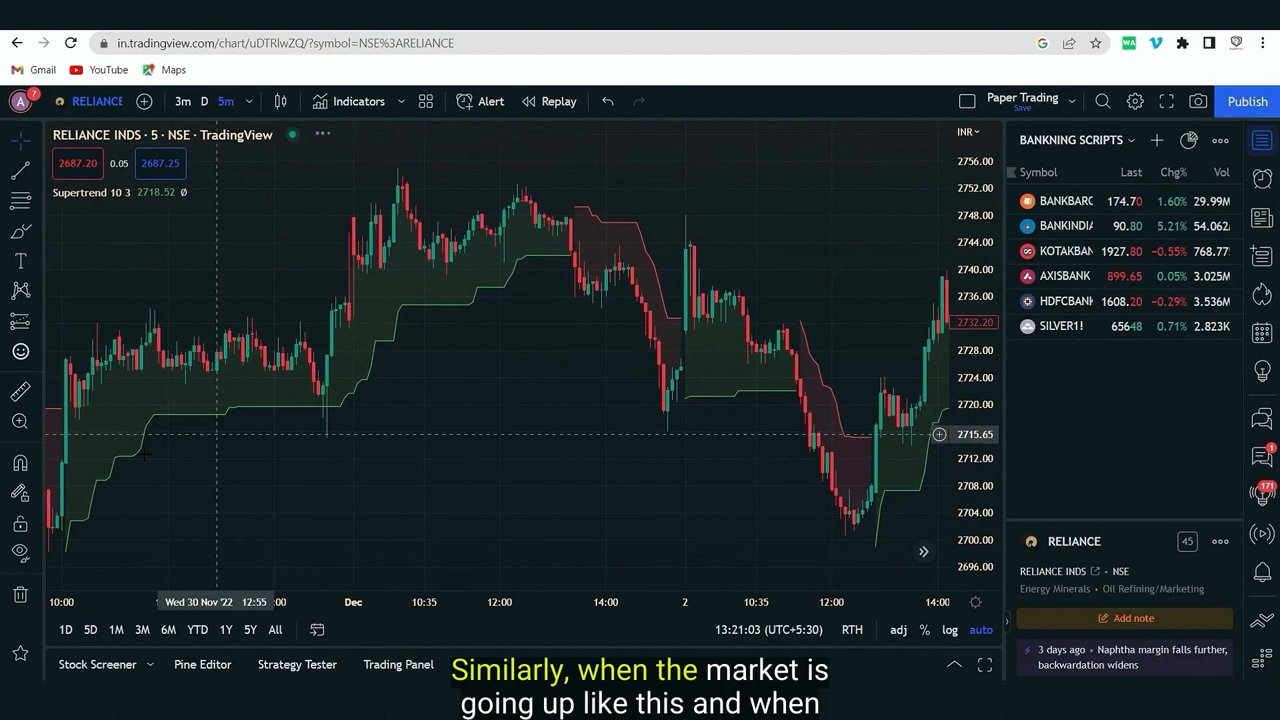 in.tradingview.com/chart/uDTRlwZQ/?symbol=NSE%3ARELIANCE
Gmail YouTube Maps
A 7 RELIANCE 3m D 5m Indicators Alert Replay Paper Trading Save Publish
RELIANCE INDS · 5 · NSE · TradingView
2687.20 0.05 2687.25
Supertrend 10 3 2718.52 Ø
INR
2756.00
2752.00
2748.00
2744.00
2740.00
2736.00
2732.20
2728.00
2724.00
2720.00
2715.65
2712.00
2708.00
2704.00
2700.00
2696.00
BANKNING SCRIPTS
Symbol Last Chg% Vol
BANKBARC 174.70 1.60% 29.99M
BANKINDI 90.80 5.21% 54.062
KOTAKBAN 1927.80 -0.55% 768.77
AXISBANK 899.65 0.05% 3.025M
HDFCBANK 1608.20 -0.29% 3.536M
SILVER1! 65648 0.71% 2.823K
1
171
RELIANCE 45
RELIANCE INDS NSE
Energy Minerals · Oil Refining/Marketing
Add note
3 days ago · Naphtha margin falls further,
backwardation widens
10:00 Wed 30 Nov '22 12:55 :00 Dec 10:35 12:00 14:00 2 10:35 12:00 14:00
1D 5D 1M 3M 6M YTD 1Y 5Y All 13:21:03 (UTC+5:30) RTH adj % log auto
Stock Screener Pine Editor Strategy Tester Trading Panel
Similarly, when the market is
going up like this and when